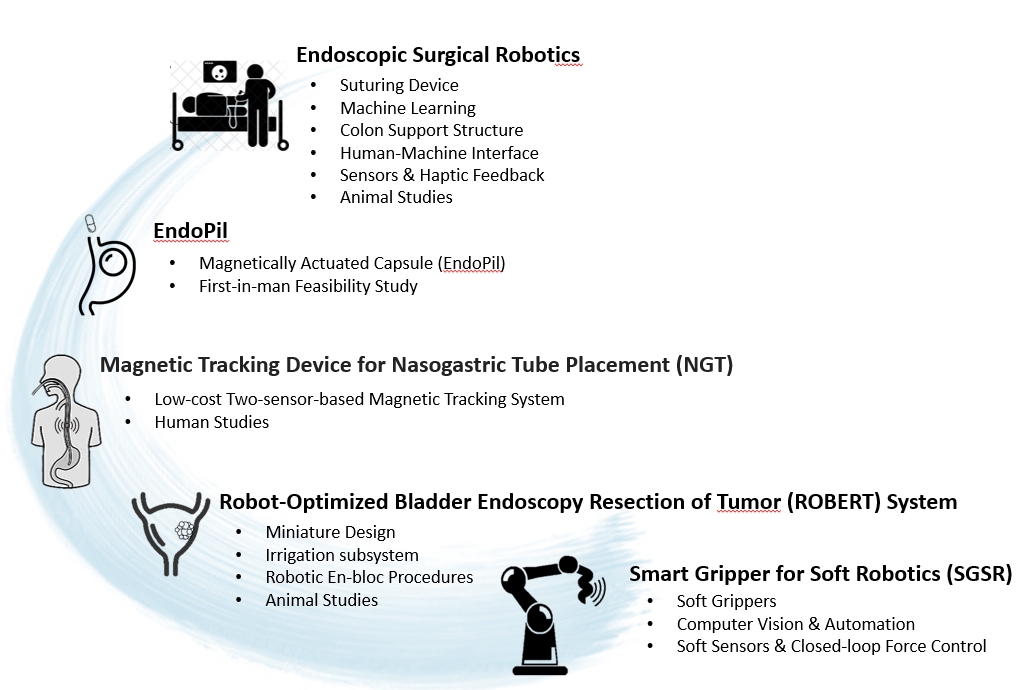 Endoscopic Surgical Robotics
• Suturing Device
• Machine Learning
• Colon Support Structure
• Human-Machine Interface
• Sensors & Haptic Feedback
• Animal Studies
EndoPil
• Magnetically Actuated Capsule (EndoPil)
• First-in-man Feasibility Study
Magnetic Tracking Device for Nasogastric Tube Placement (NGT)
• Low-cost Two-sensor-based Magnetic Tracking System
• Human Studies
Robot-Optimized Bladder Endoscopy Resection of Tumor (ROBERT) System
• Miniature Design
• Irrigation subsystem
• Robotic En-bloc Procedures
• Animal Studies
Smart Gripper for Soft Robotics (SGSR)
• Soft Grippers
• Computer Vision & Automation
• Soft Sensors & Closed-loop Force Control